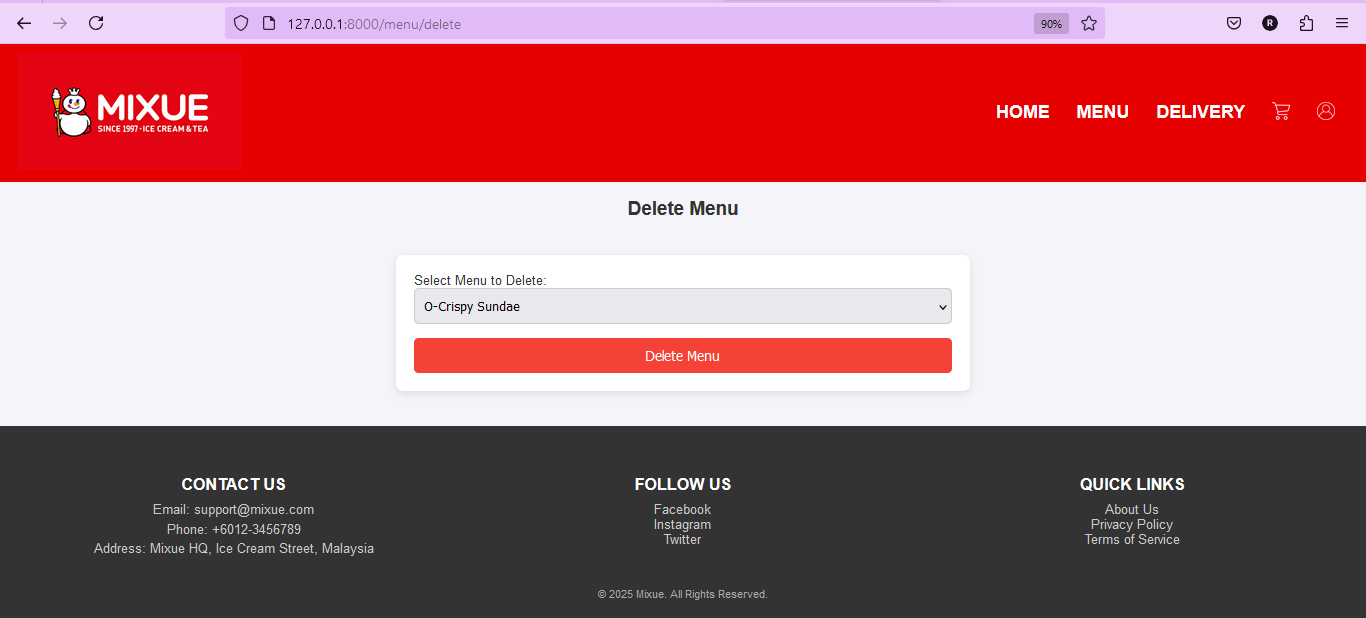 127.0.0.1:8000/menu/delete
90%
R
MIXUE
SINCE 1997·ICE CREAM & TEA
HOME MENU DELIVERY
Delete Menu
Select Menu to Delete:
O-Crispy Sundae
Delete Menu
CONTACT US
Email: support@mixue.com
Phone: +6012-3456789
Address: Mixue HQ, Ice Cream Street, Malaysia
FOLLOW US
Facebook
Instagram
Twitter
QUICK LINKS
About Us
Privacy Policy
Terms of Service
© 2025 Mixue. All Rights Reserved.